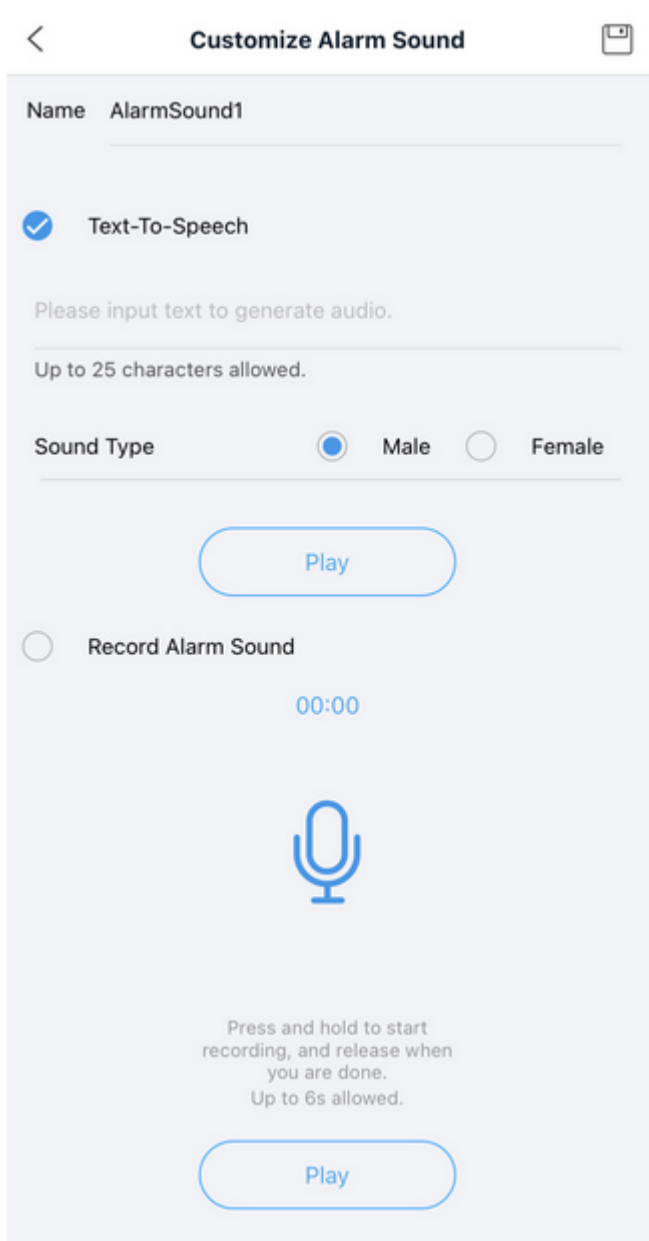 Customize Alarm Sound
Name AlarmSound1
Text-To-Speech
Please input text to generate audio.
Up to 25 characters allowed.
Sound Type Male Female
Play
Record Alarm Sound
00:00
Press and hold to start
recording, and release when
you are done.
Up to 6s allowed.
Play